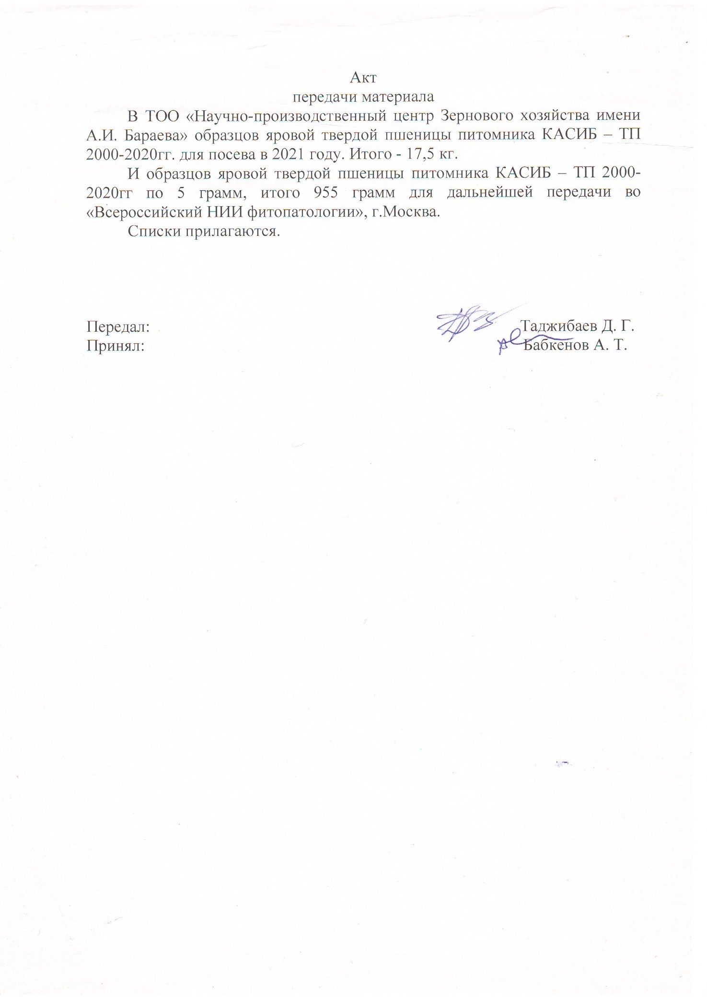 Акт
передачи материала
В ТОО «Научно-производственный центр Зернового хозяйства имени
А.И. Бараева» образцов яровой твердой пшеницы питомника КАСИБ – ТП
2000-2020гг. для посева в 2021 году. Итого - 17,5 кг.
И образцов яровой твердой пшеницы питомника КАСИБ – ТП 2000-
2020гг по 5 грамм, итого 955 грамм для дальнейшей передачи во
«Всероссийский НИИ фитопатологии», г.Москва.
Списки прилагаются.
Передал: Таджибаев Д. Г.
Принял: Бабкенов А. Т.